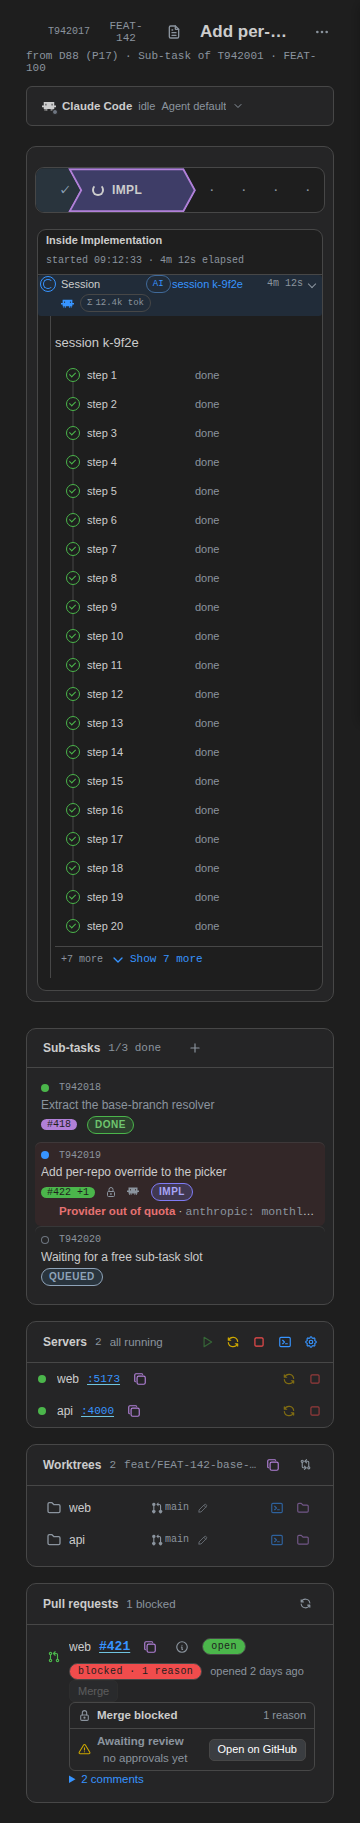 T942017 FEAT-142 Add per-…
from D88 (P17) · Sub-task of T942001 · FEAT-
100
Claude Code idle Agent default
✓ IMPL · · · ·
Inside Implementation
started 09:12:33 · 4m 12s elapsed
Session AI session k-9f2e 4m 12s
Σ 12.4k tok
session k-9f2e
step 1 done
step 2 done
step 3 done
step 4 done
step 5 done
step 6 done
step 7 done
step 8 done
step 9 done
step 10 done
step 11 done
step 12 done
step 13 done
step 14 done
step 15 done
step 16 done
step 17 done
step 18 done
step 19 done
step 20 done
+7 more Show 7 more
Sub-tasks 1/3 done
T942018
Extract the base-branch resolver
#418 DONE
T942019
Add per-repo override to the picker
#422 +1 IMPL
Provider out of quota · anthropic: monthl…
T942020
Waiting for a free sub-task slot
QUEUED
Servers 2 all running
web :5173
api :4000
Worktrees 2 feat/FEAT-142-base-…
web main
api main
Pull requests 1 blocked
web #421 open
blocked · 1 reason opened 2 days ago
Merge
Merge blocked 1 reason
Awaiting review
no approvals yet Open on GitHub
2 comments